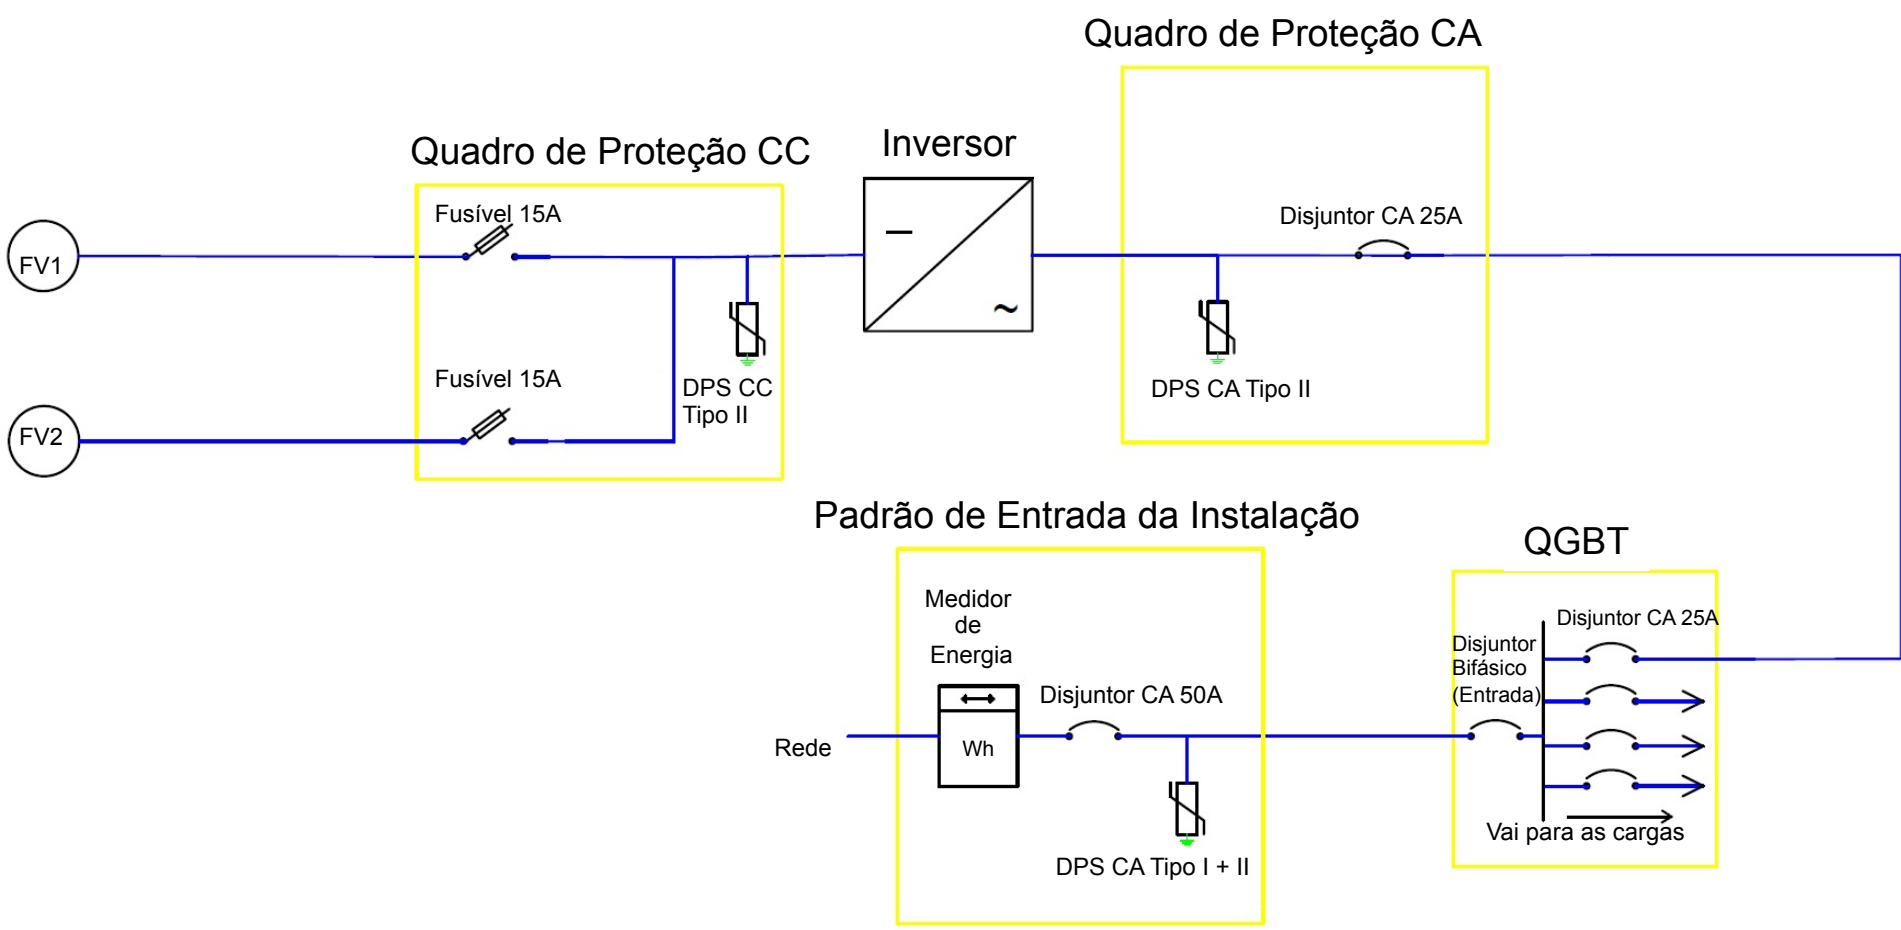 Quadro de Proteção CA
Quadro de Proteção CC
Inversor
Fusível 15A
Disjuntor CA 25A
FV1
~
Fusível 15A
DPS CC
Tipo II
DPS CA Tipo II
FV2
Padrão de Entrada da Instalação
QGBT
Medidor
de
Energia
Disjuntor CA 25A
Disjuntor
Bifásico
(Entrada)
Disjuntor CA 50A
Rede
Wh
Vai para as cargas
DPS CA Tipo I + II